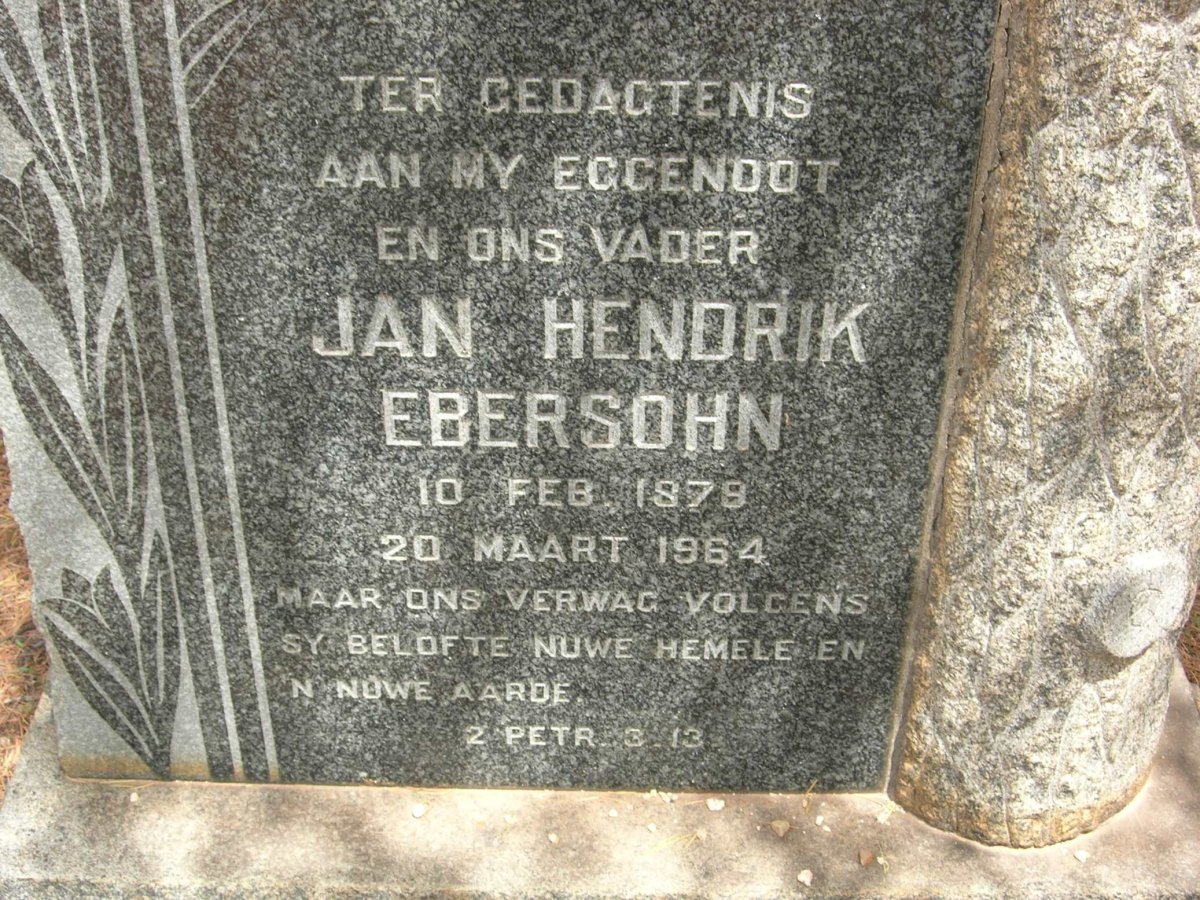 TER GEDAGTENIS
AAN MY EGGENOOT
EN ONS VADER
JAN HENDRIK
EBERSOHN
10 FEB. 1878
20 MAART 1964
MAAR ONS VERWAG VOLGENS
SY BELOFTE NUWE HEMELE EN
'N NUWE AARDE.
2 PETR. 3.13.